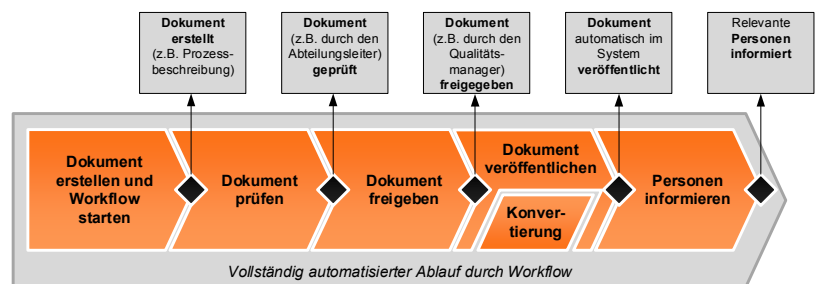 Dokument
erstellt
(z.B. Prozess-
beschreibung)
Dokument
(z.B. durch den
Abteilungsleiter)
geprüft
Dokument
(z.B. durch den
Qualitäts-
manager)
freigegeben
Dokument
automatisch im
System
veröffentlicht
Relevante
Personen
informiert
Dokument
erstellen und
Workflow
starten
Dokument
prüfen
Dokument
freigeben
Dokument
veröffentlichen
Konver-
tierung
Personen
informieren
Vollständig automatisierter Ablauf durch Workflow